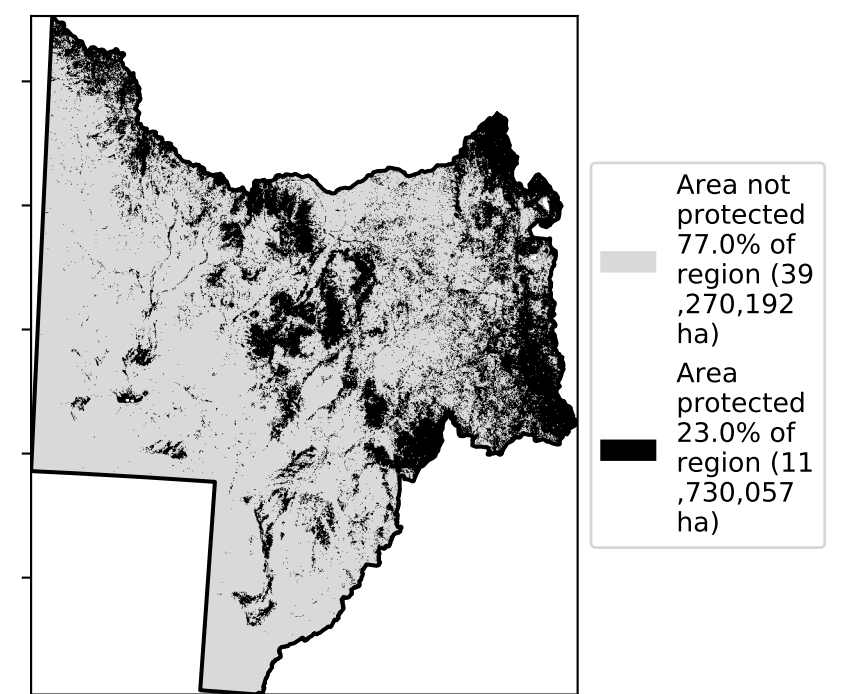 Area not
protected
77.0% of
region (39
,270,192
ha)
Area
protected
23.0% of
region (11
,730,057
ha)